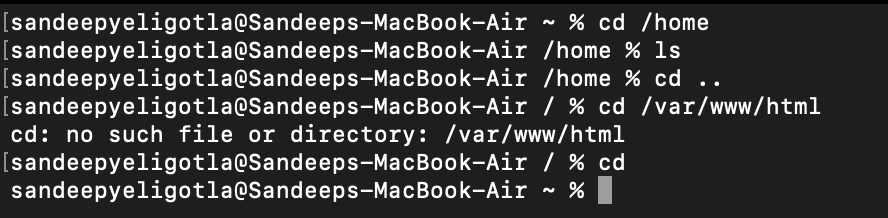 [sandeepyeligotla@Sandeeps-MacBook-Air ~ % cd /home
[sandeepyeligotla@Sandeeps-MacBook-Air /home % ls
[sandeepyeligotla@Sandeeps-MacBook-Air /home % cd ..
[sandeepyeligotla@Sandeeps-MacBook-Air / % cd /var/www/html
cd: no such file or directory: /var/www/html
[sandeepyeligotla@Sandeeps-MacBook-Air / % cd
sandeepyeligotla@Sandeeps-MacBook-Air ~ %